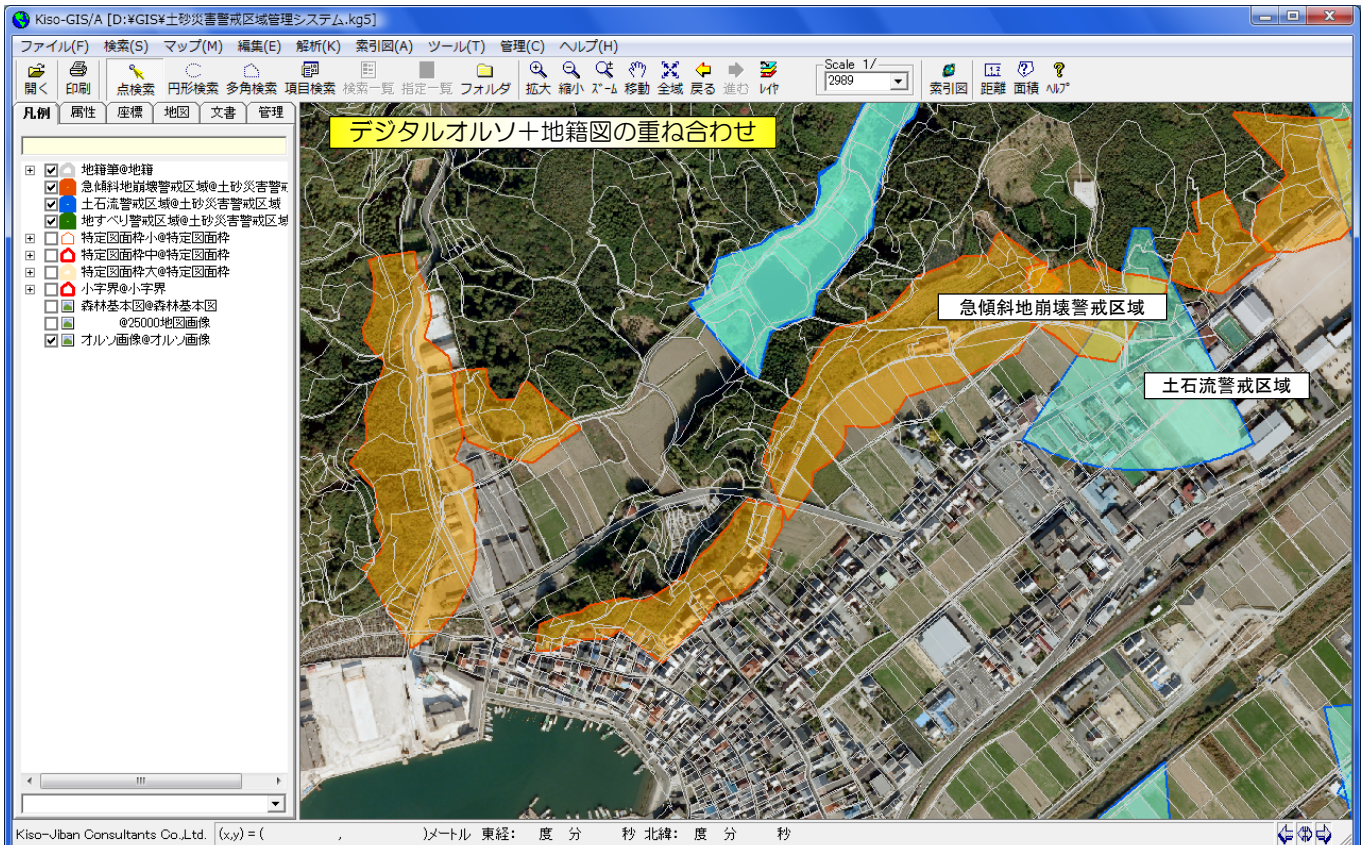 Kiso-GIS/A [D:¥GIS¥土砂災害警戒区域管理システム.kg5]
ファイル(F) 検索(S) マップ(M) 編集(E) 解析(K) 索引図(A) ツール(T) 管理(C) ヘルプ(H)
開く 印刷 点検索 円形検索 多角検索 項目検索 検索一覧 指定一覧 フォルダ 拡大 縮小 ズーム 移動 全域 戻る 進む レイヤ Scale 1/ 2989 索引図 距離 面積 ヘルプ
凡例 属性 座標 地図 文書 管理
デジタルオルソ+地籍図の重ね合わせ
地籍筆@地籍
急傾斜地崩壊警戒区域@土砂災害警戒
土石流警戒区域@土砂災害警戒区域
地すべり警戒区域@土砂災害警戒区域
特定図面枠小@特定図面枠
特定図面枠中@特定図面枠
特定図面枠大@特定図面枠
小字界@小字界
森林基本図@森林基本図
@25000地図画像
オルソ画像@オルソ画像
急傾斜地崩壊警戒区域
土石流警戒区域
Kiso-Jiban Consultants Co.,Ltd. (x,y) = ( , )メートル 東経: 度 分 秒 北緯: 度 分 秒